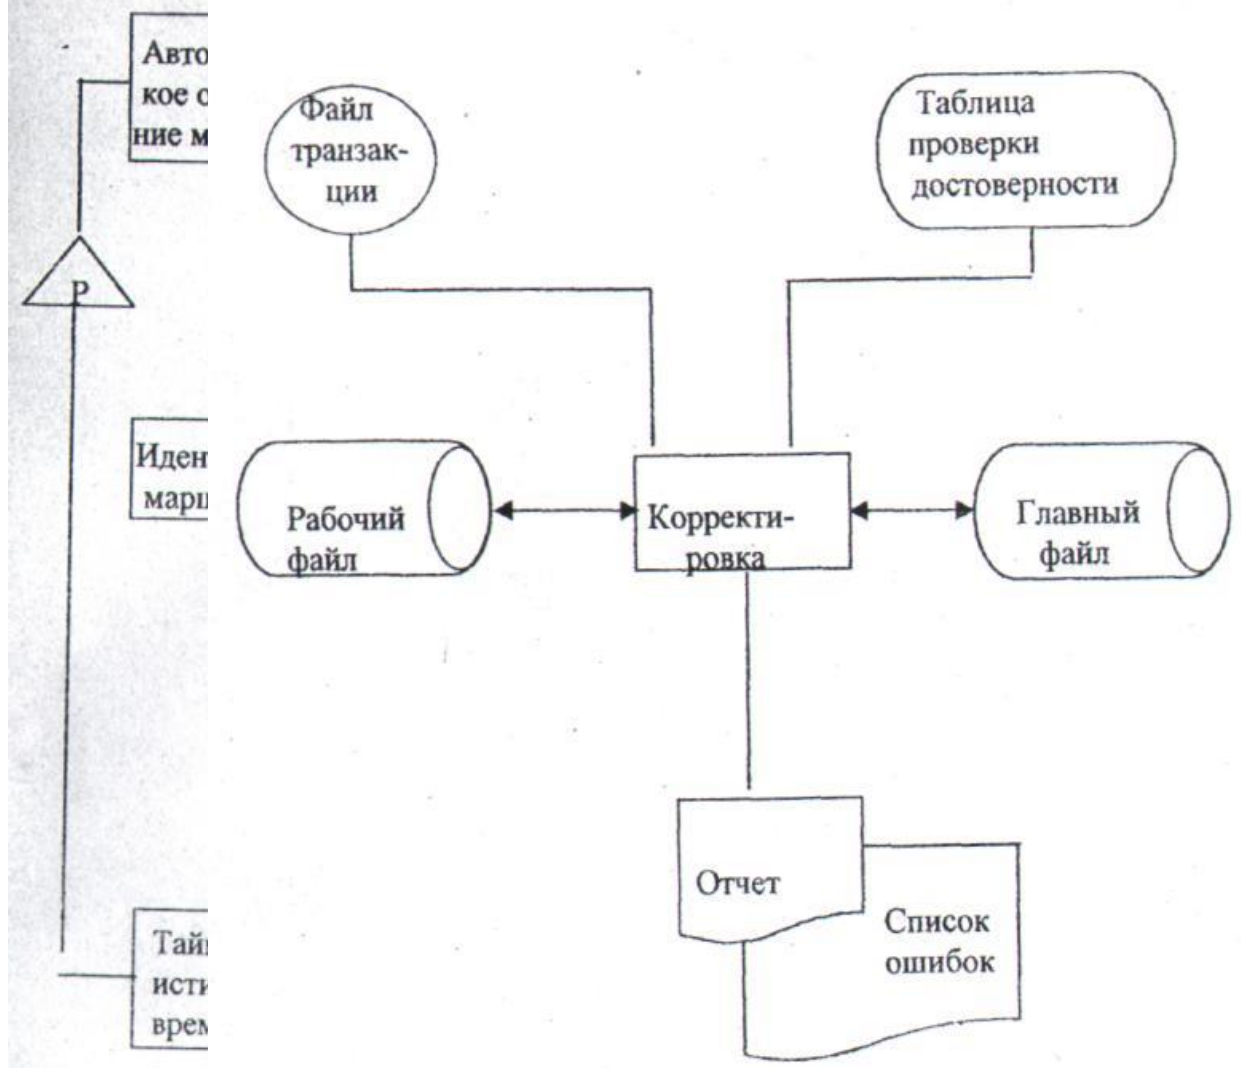 Авто
кое о
ние м
P
Иден
марш
Тай
исти
врем
Файл
транзак-
ции
Таблица
проверки
достоверности
Рабочий
файл
Корректи-
ровка
Главный
файл
Отчет
Список
ошибок